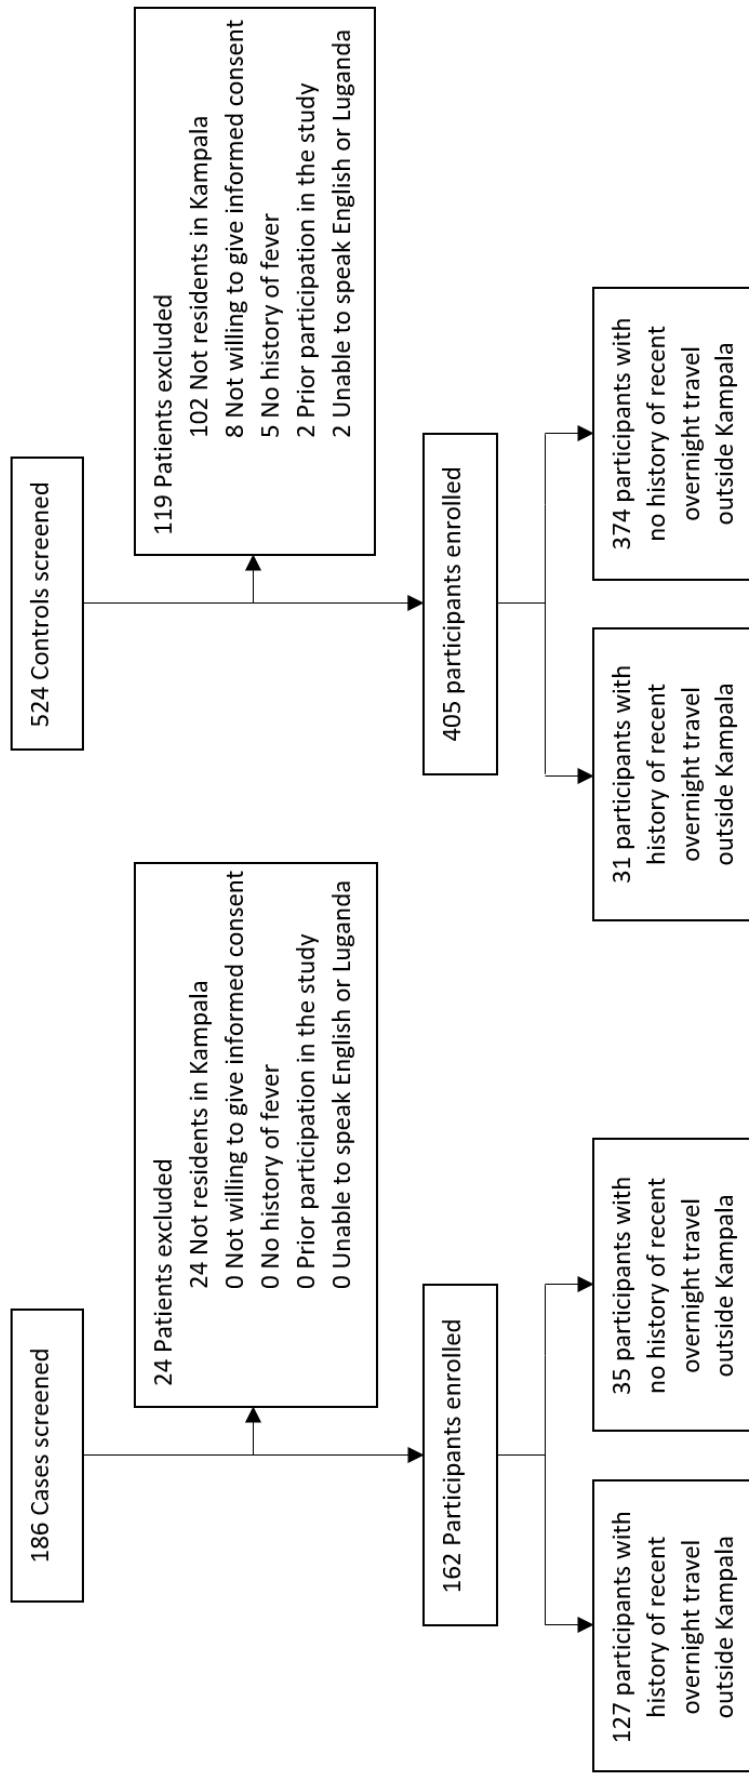 186 Cases screened
24 Patients excluded
24 Not residents in Kampala
0 Not willing to give informed consent
0 No history of fever
0 Prior participation in the study
0 Unable to speak English or Luganda
162 Participants enrolled
127 participants with
history of recent
overnight travel
outside Kampala
35 participants with
no history of recent
overnight travel
outside Kampala
524 Controls screened
119 Patients excluded
102 Not residents in Kampala
8 Not willing to give informed consent
5 No history of fever
2 Prior participation in the study
2 Unable to speak English or Luganda
405 participants enrolled
31 participants with
history of recent
overnight travel
outside Kampala
374 participants with
no history of recent
overnight travel
outside Kampala